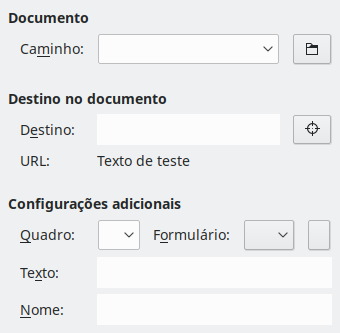 Documento
Caminho:
Destino no documento
Destino:
URL: Texto de teste
Configurações adicionais
Quadro: Formulário:
Texto:
Nome: